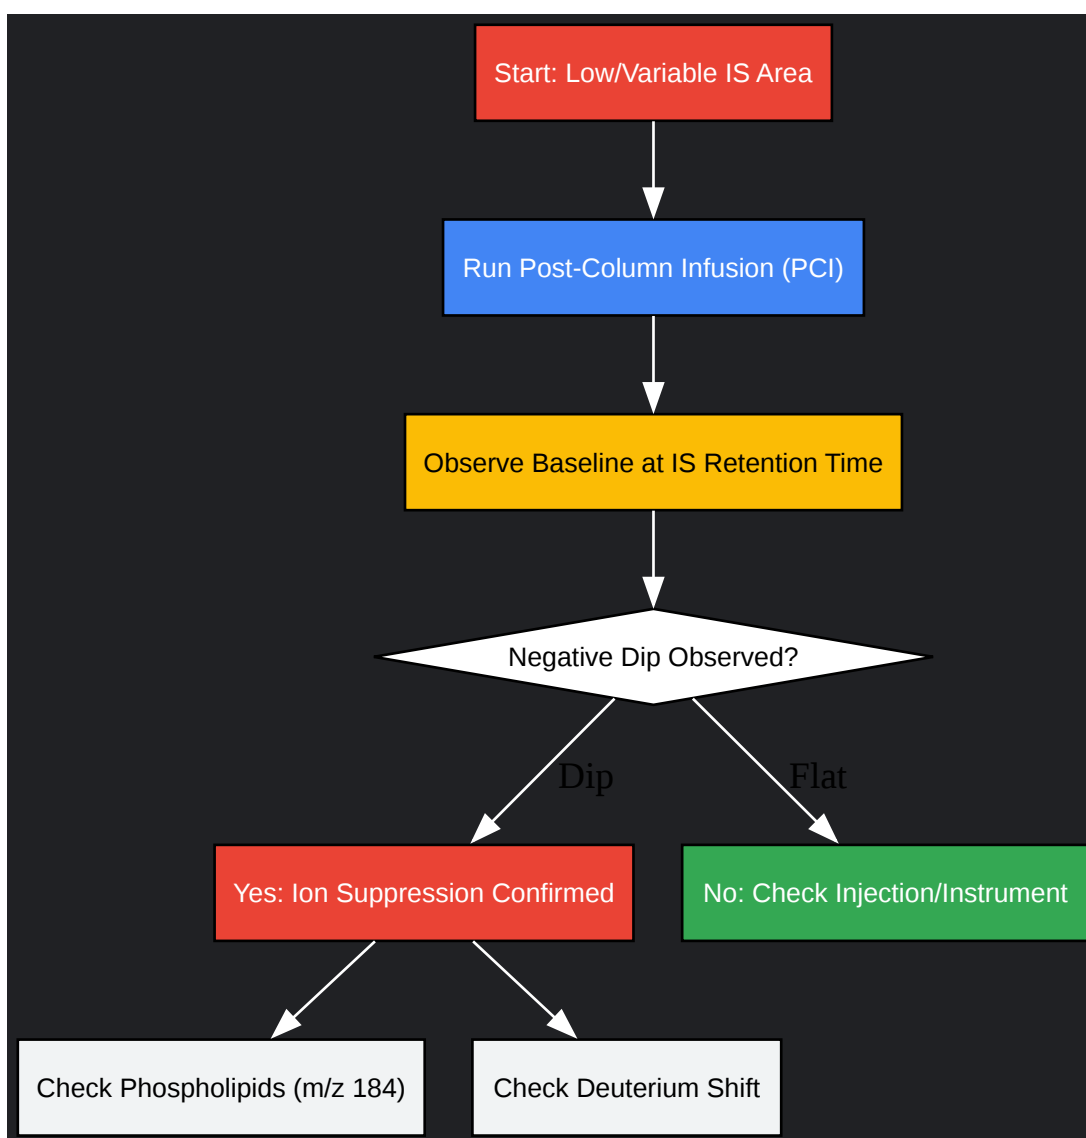 Start: Low/Variable IS Area
Run Post-Column Infusion (PCI)
Observe Baseline at IS Retention Time
Negative Dip Observed?
Dip
Flat
Yes: Ion Suppression Confirmed
No: Check Injection/Instrument
Check Phospholipids (m/z 184)
Check Deuterium Shift